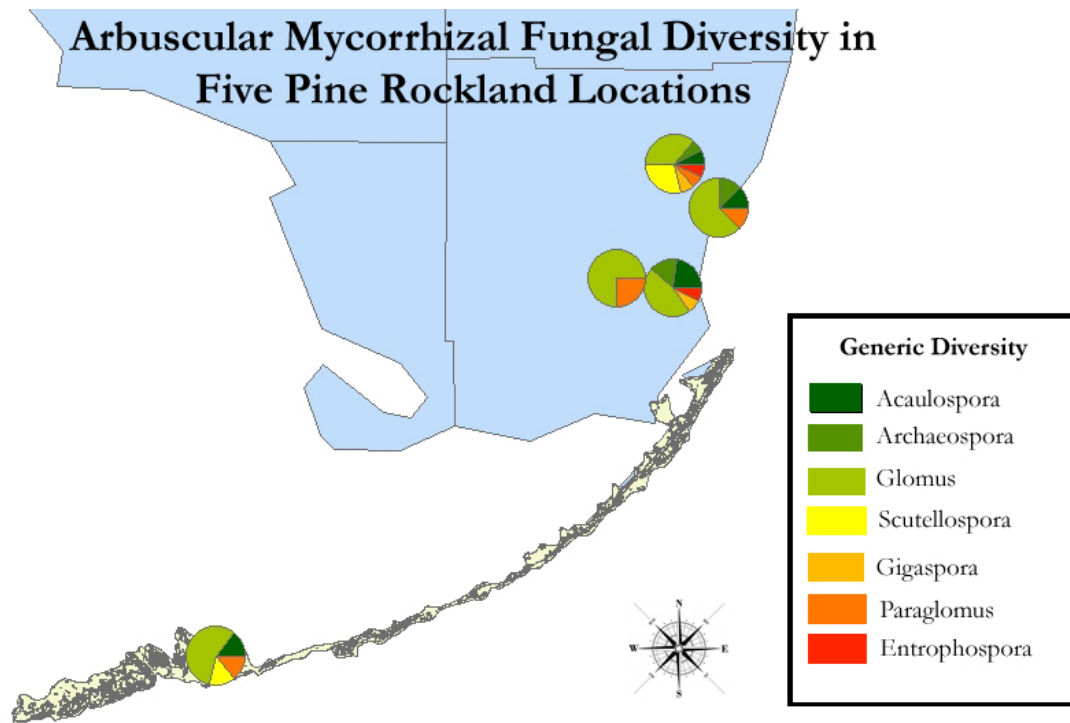 Arbuscular Mycorrhizal Fungal Diversity in
Five Pine Rockland Locations
Generic Diversity
Acaulospora
Archaeospora
Glomus
Scutellospora
Gigaspora
Paraglomus
Entrophospora
N
W E
S